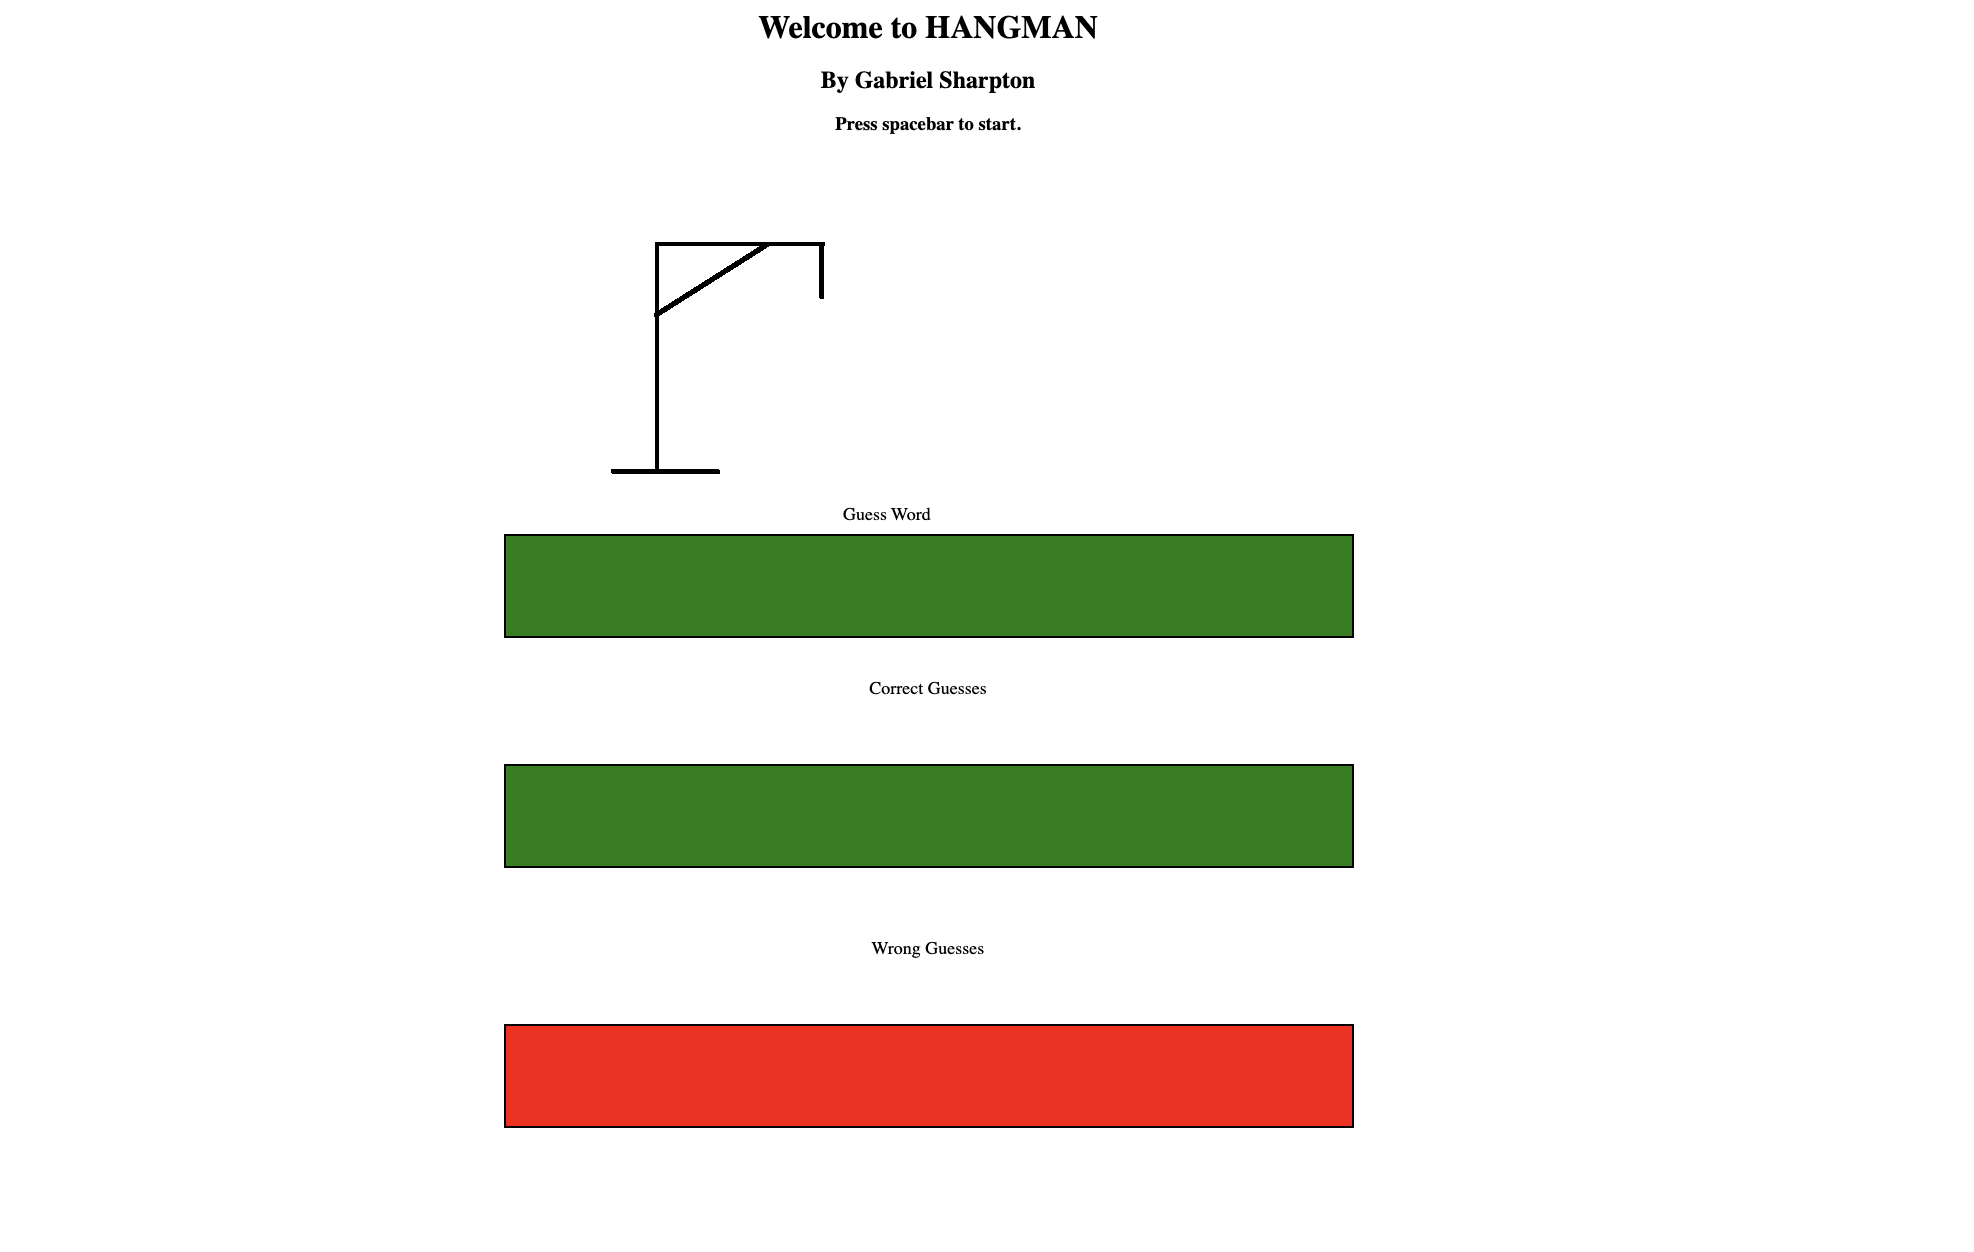 Welcome to HANGMAN
By Gabriel Sharpton
Press spacebar to start.
Guess Word
Correct Guesses
Wrong Guesses